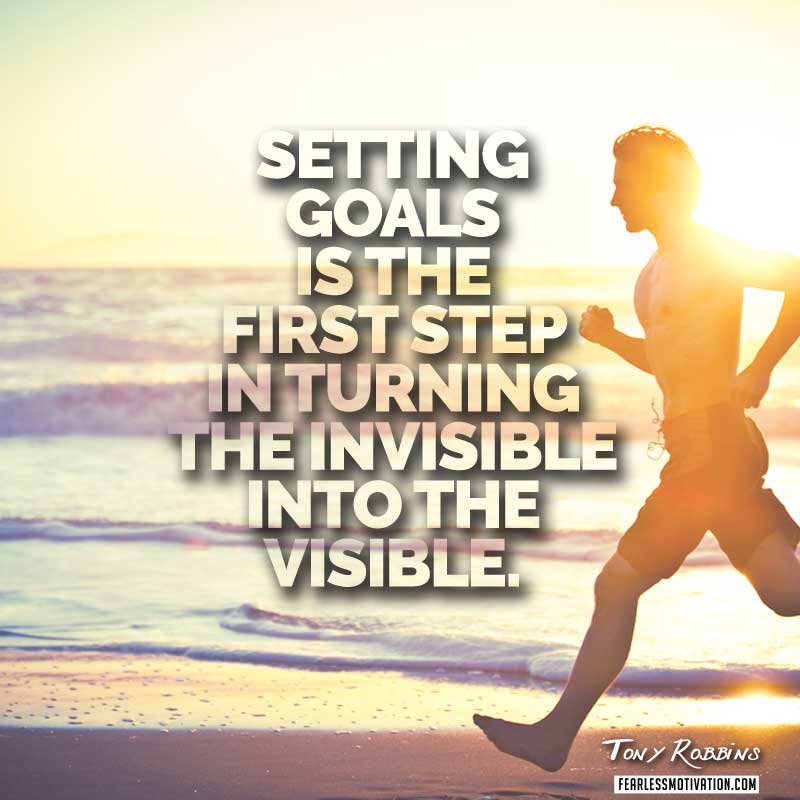 SETTING
GOALS
IS THE
FIRST STEP
IN TURNING
THE INVISIBLE
INTO THE
VISIBLE.
Tony Robbins
FEARLESSMOTIVATION.COM